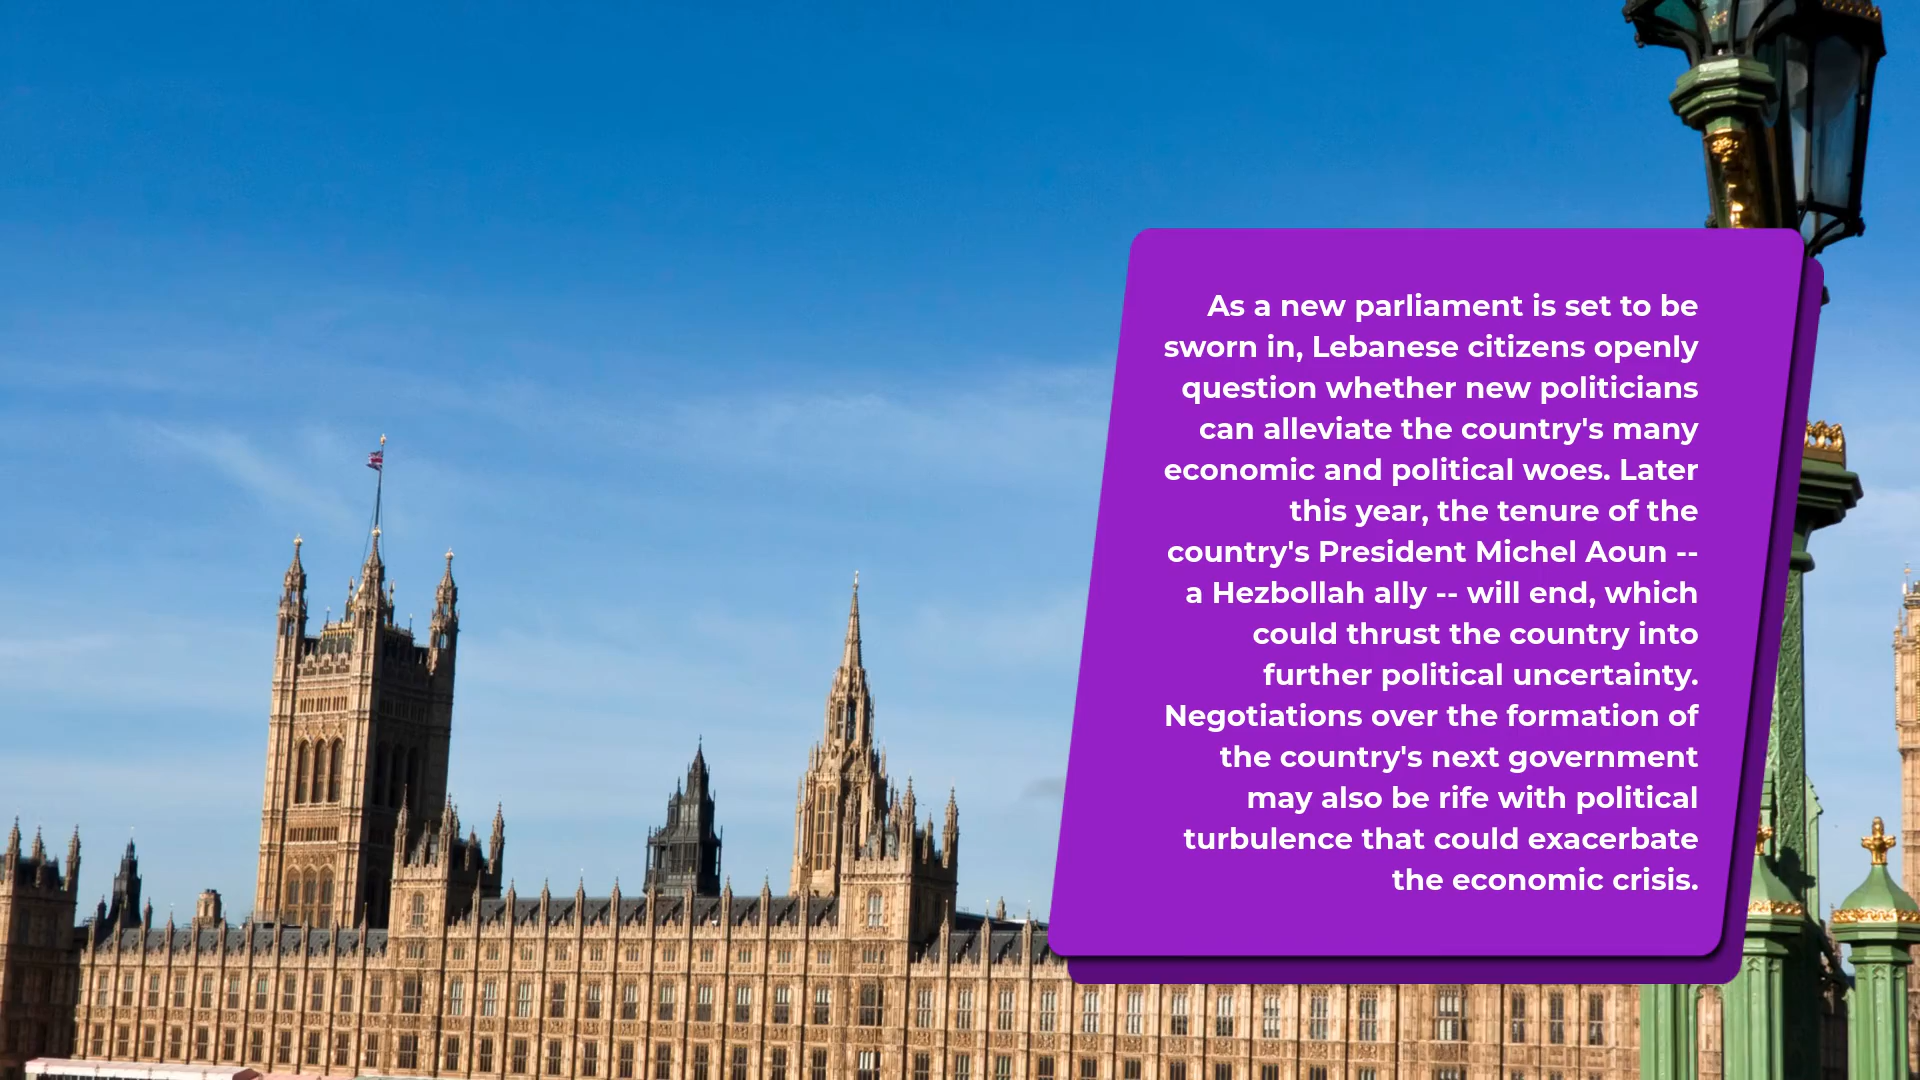 As a new parliament is set to be
sworn in, Lebanese citizens openly
question whether new politicians
can alleviate the country's many
economic and political woes. Later
this year, the tenure of the
country's President Michel Aoun --
a Hezbollah ally -- will end, which
could thrust the country into
further political uncertainty.
Negotiations over the formation of
the country's next government
may also be rife with political
turbulence that could exacerbate
the economic crisis.